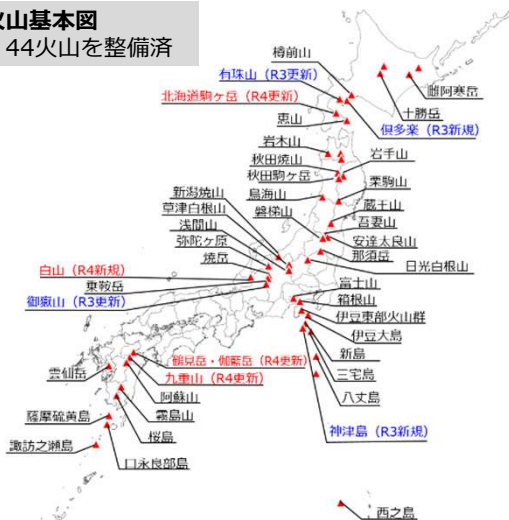 火山基本図
44火山を整備済
樽前山
有珠山（R3更新）
北海道駒ヶ岳（R4更新）
恵山
雌阿寒岳
十勝岳
倶多楽（R3新規）
岩木山
秋田焼山
秋田駒ヶ岳
鳥海山
磐梯山
岩手山
栗駒山
蔵王山
吾妻山
安達太良山
那須岳
日光白根山
新潟焼山
草津白根山
浅間山
弥陀ヶ原
焼岳
白山（R4新規）
乗鞍岳
御嶽山（R3更新）
富士山
箱根山
伊豆東部火山群
伊豆大島
新島
三宅島
八丈島
神津島（R3新規）
鶴見岳・伽藍岳（R4更新）
九重山（R4更新）
阿蘇山
霧島山
桜島
口永良部島
雲仙岳
薩摩硫黄島
諏訪之瀬島
西之島